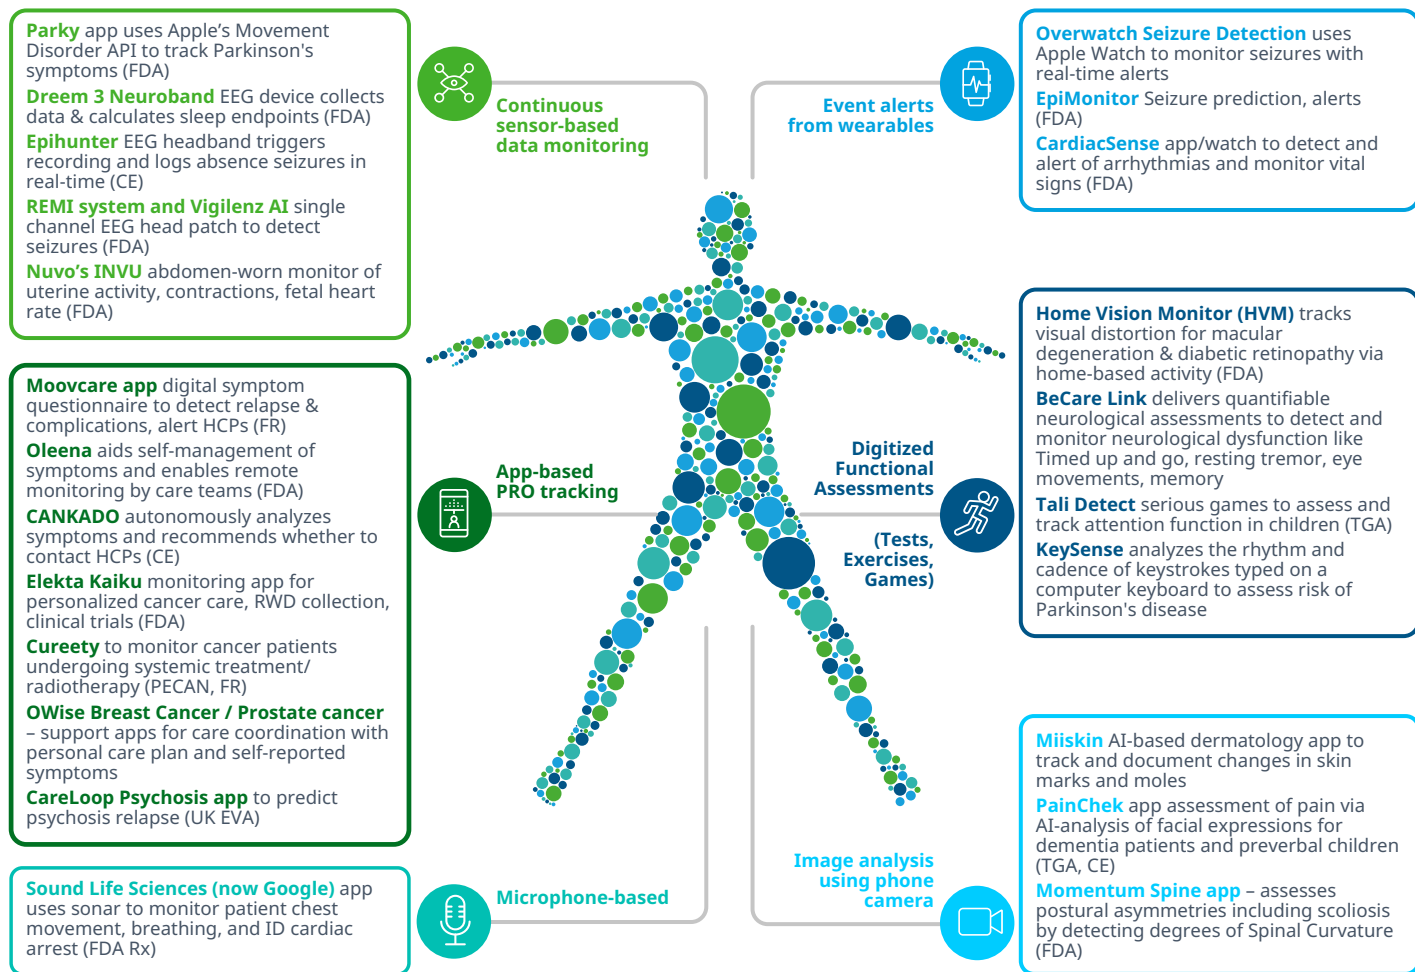 Parky app uses Apple’s Movement
Disorder API to track Parkinson's
symptoms (FDA)
Dreem 3 Neuroband EEG device collects
data & calculates sleep endpoints (FDA)
Epihunter EEG headband triggers
recording and logs absence seizures in
real-time (CE)
REMI system and Vigilenz AI single
channel EEG head patch to detect
seizures (FDA)
Nuvo’s INVU abdomen-worn monitor of
uterine activity, contractions, fetal heart
rate (FDA)
Continuous
sensor-based
data monitoring
Event alerts
from wearables
Overwatch Seizure Detection uses
Apple Watch to monitor seizures with
real-time alerts
EpiMonitor Seizure prediction, alerts
(FDA)
CardiacSense app/watch to detect and
alert of arrhythmias and monitor vital
signs (FDA)
Moovcare app digital symptom
questionnaire to detect relapse &
complications, alert HCPs (FR)
Oleena aids self-management of
symptoms and enables remote
monitoring by care teams (FDA)
CANKADO autonomously analyzes
symptoms and recommends whether to
contact HCPs (CE)
Elekta Kaiku monitoring app for
personalized cancer care, RWD collection,
clinical trials (FDA)
Cureety to monitor cancer patients
undergoing systemic treatment/
radiotherapy (PECAN, FR)
OWise Breast Cancer / Prostate cancer
– support apps for care coordination with
personal care plan and self-reported
symptoms
CareLoop Psychosis app to predict
psychosis relapse (UK EVA)
App-based
PRO tracking
Digitized
Functional
Assessments
(Tests,
Exercises,
Games)
Home Vision Monitor (HVM) tracks
visual distortion for macular
degeneration & diabetic retinopathy via
home-based activity (FDA)
BeCare Link delivers quantifiable
neurological assessments to detect and
monitor neurological dysfunction like
Timed up and go, resting tremor, eye
movements, memory
Tali Detect serious games to assess and
track attention function in children (TGA)
KeySense analyzes the rhythm and
cadence of keystrokes typed on a
computer keyboard to assess risk of
Parkinson's disease
Sound Life Sciences (now Google) app
uses sonar to monitor patient chest
movement, breathing, and ID cardiac
arrest (FDA Rx)
Microphone-based
Image analysis
using phone
camera
Miiskin AI-based dermatology app to
track and document changes in skin
marks and moles
PainChek app assessment of pain via
AI-analysis of facial expressions for
dementia patients and preverbal children
(TGA, CE)
Momentum Spine app – assesses
postural asymmetries including scoliosis
by detecting degrees of Spinal Curvature
(FDA)